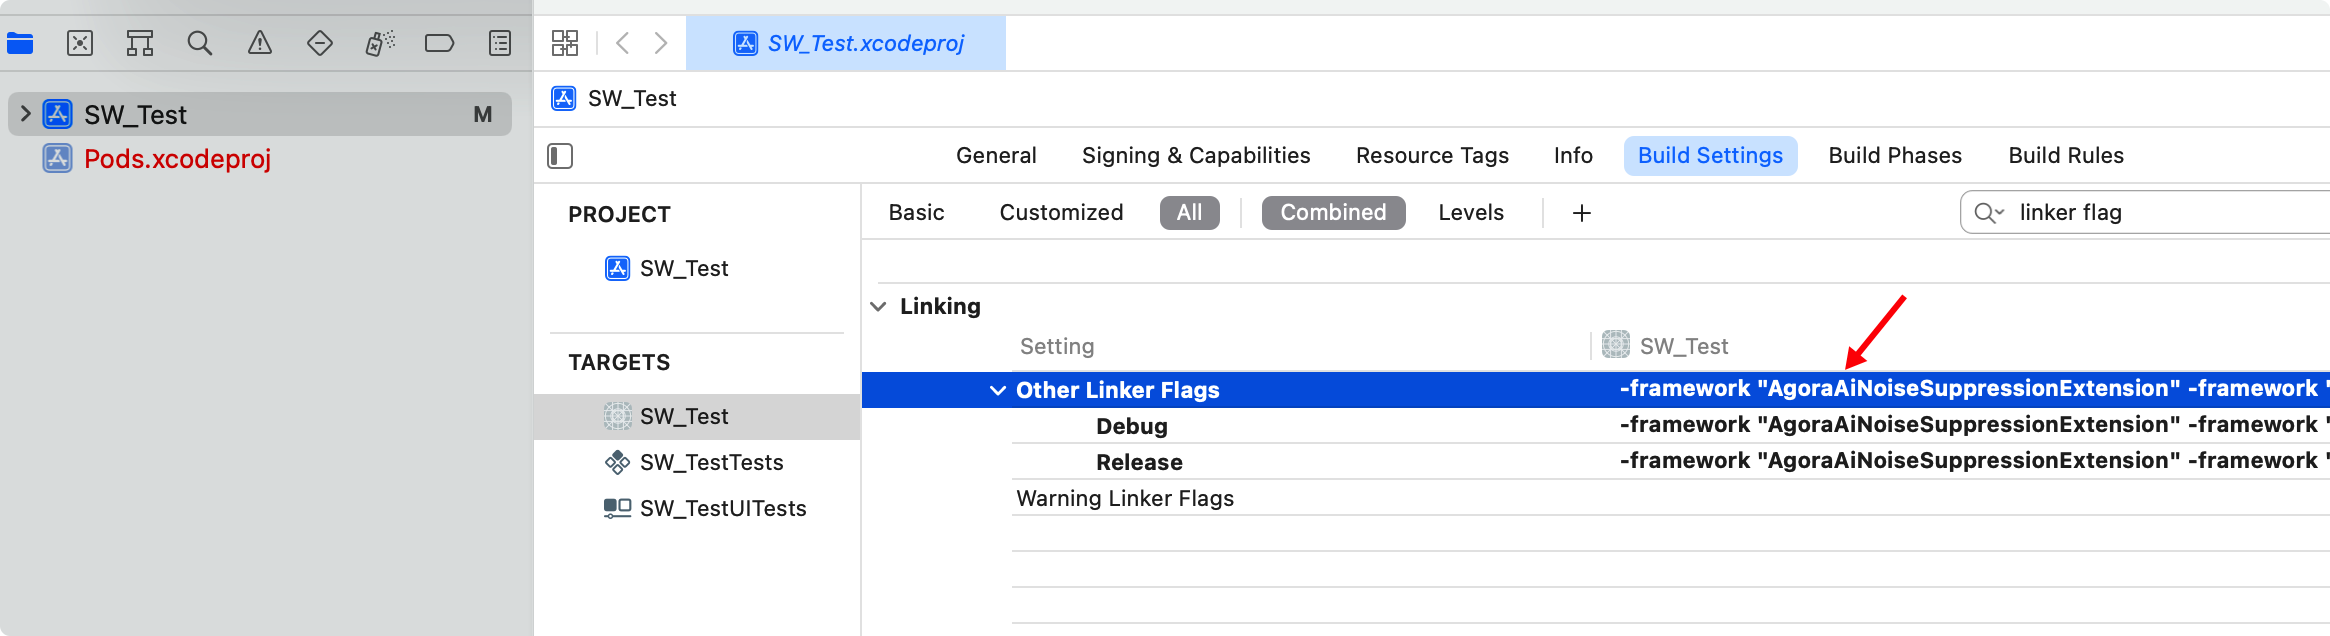 SW_Test M
Pods.xcodeproj
SW_Test.xcodeproj
SW_Test
General Signing & Capabilities Resource Tags Info Build Settings Build Phases Build Rules
PROJECT
SW_Test
TARGETS
SW_Test
SW_TestTests
SW_TestUITests
Basic Customized All Combined Levels + linker flag
Linking
Setting SW_Test
Other Linker Flags -framework "AgoraAiNoiseSuppressionExtension" -framework "
Debug -framework "AgoraAiNoiseSuppressionExtension" -framework "
Release -framework "AgoraAiNoiseSuppressionExtension" -framework "
Warning Linker Flags